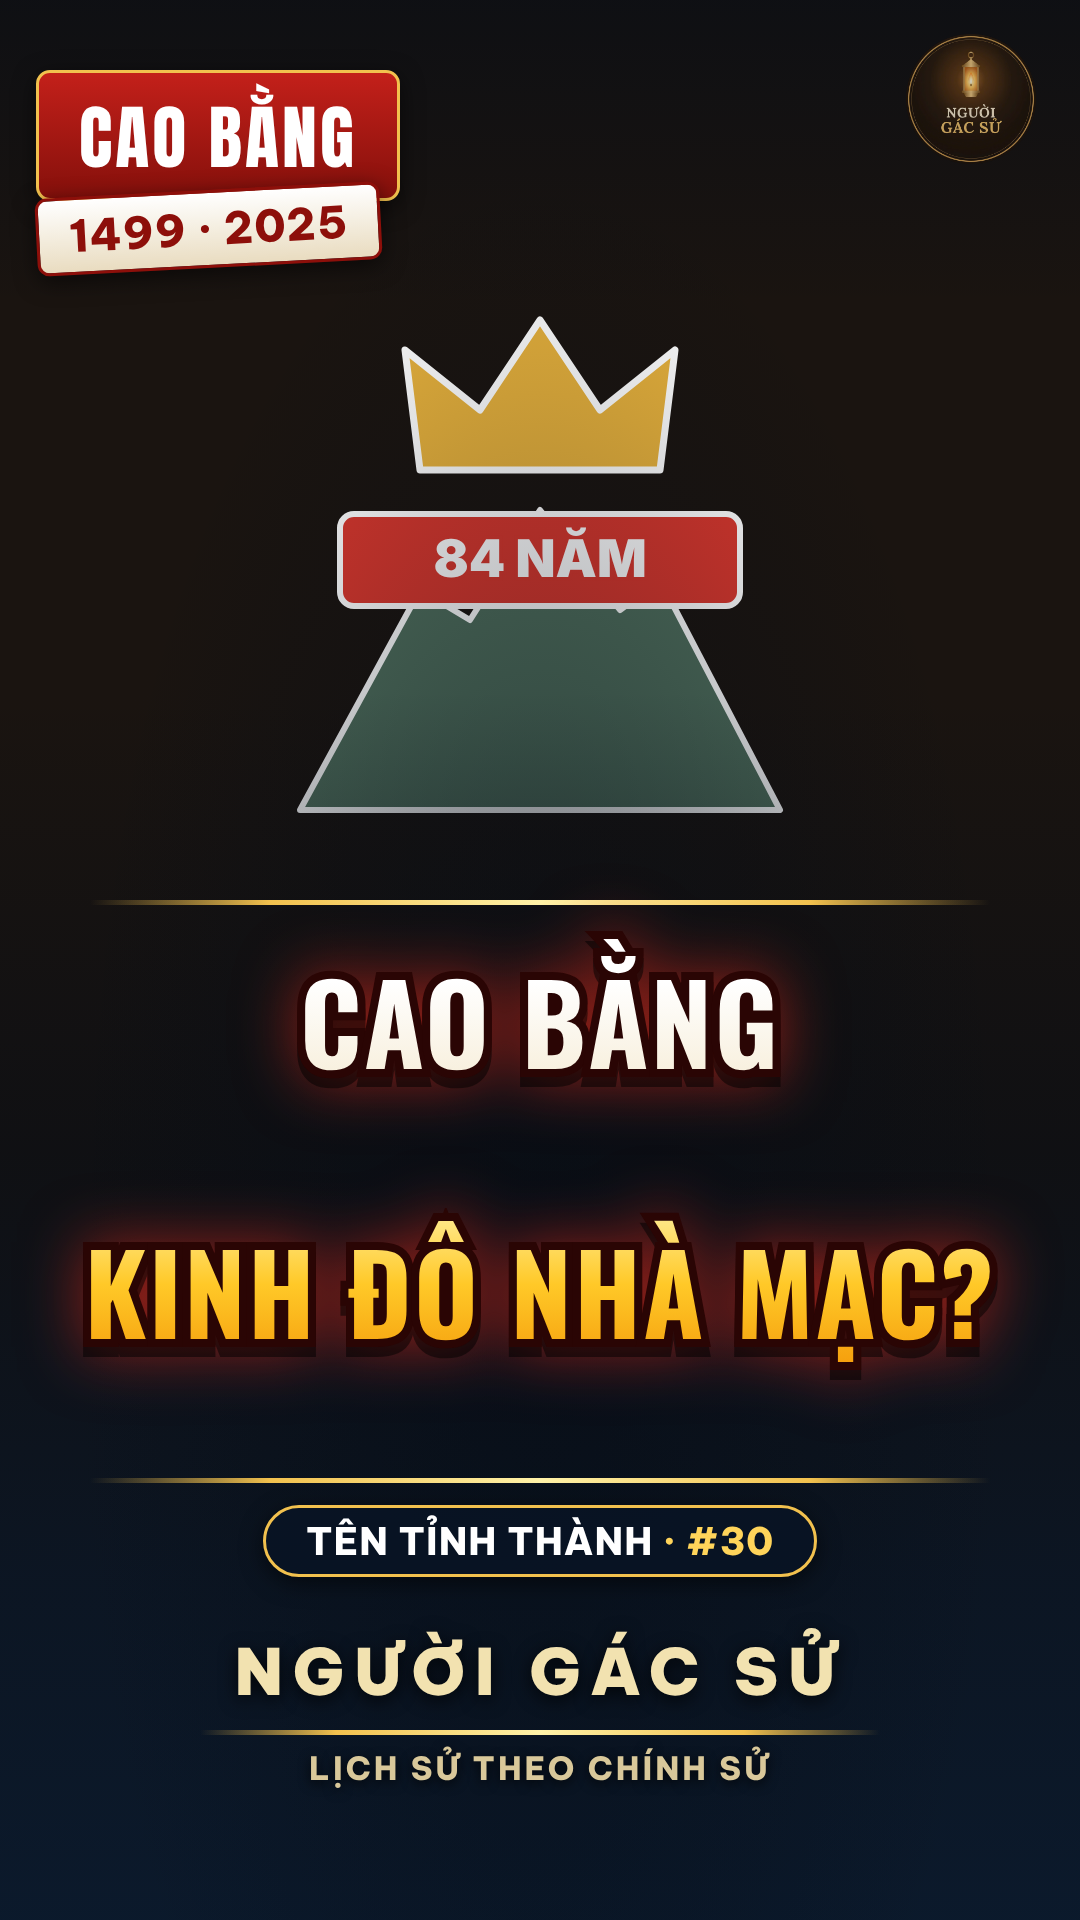 CAO BẰNG
1499 · 2025
NGƯỜI
GÁC SỬ
84 NĂM
CAO BẰNG
KINH ĐÔ NHÀ MẠC?
TÊN TỈNH THÀNH · #30
NGƯỜI GÁC SỬ
LỊCH SỬ THEO CHÍNH SỬ